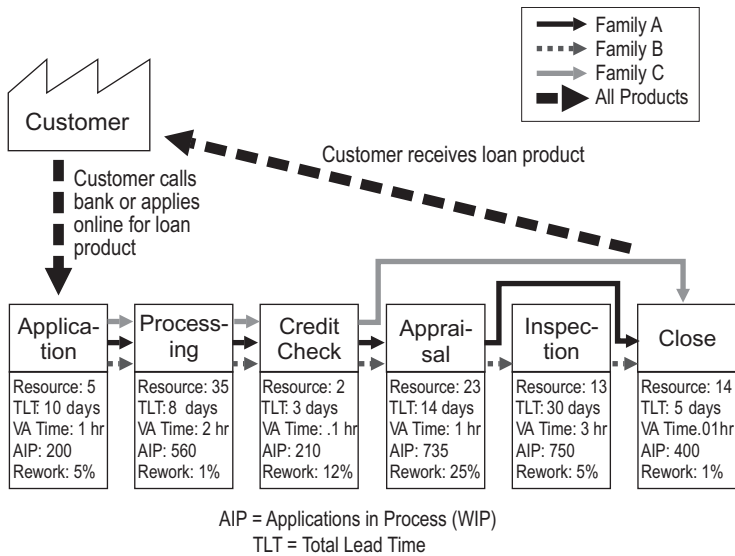 Family A
Family B
Family C
All Products
Customer
Customer receives loan product
Customer calls
bank or applies
online for loan
product
Applica-
tion
Resource: 5
TLT: 10 days
VA Time: 1 hr
AIP: 200
Rework: 5%
Process-
ing
Resource: 35
TLT: 8 days
VA Time: 2 hr
AIP: 560
Rework: 1%
Credit
Check
Resource: 2
TLT: 3 days
VA Time: .1 hr
AIP: 210
Rework: 12%
Apprai-
sal
Resource: 23
TLT: 14 days
VA Time: 1 hr
AIP: 735
Rework: 25%
Inspec-
tion
Resource: 13
TLT: 30 days
VA Time: 3 hr
AIP: 750
Rework: 5%
Close
Resource: 14
TLT: 5 days
VA Time.01hr
AIP: 400
Rework: 1%
AIP = Applications in Process (WIP)
TLT = Total Lead Time